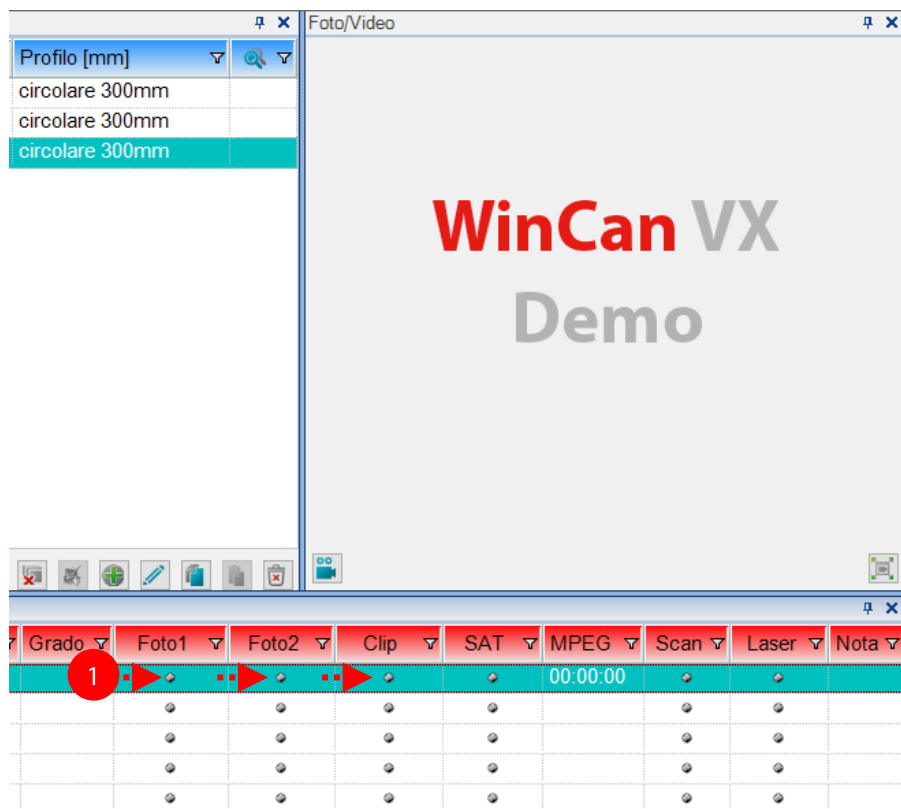 Foto/Video
Profilo [mm]
circolare 300mm
circolare 300mm
circolare 300mm
WinCan VX
Demo
Grado Foto1 Foto2 Clip SAT MPEG Scan Laser Nota
1 00:00:00